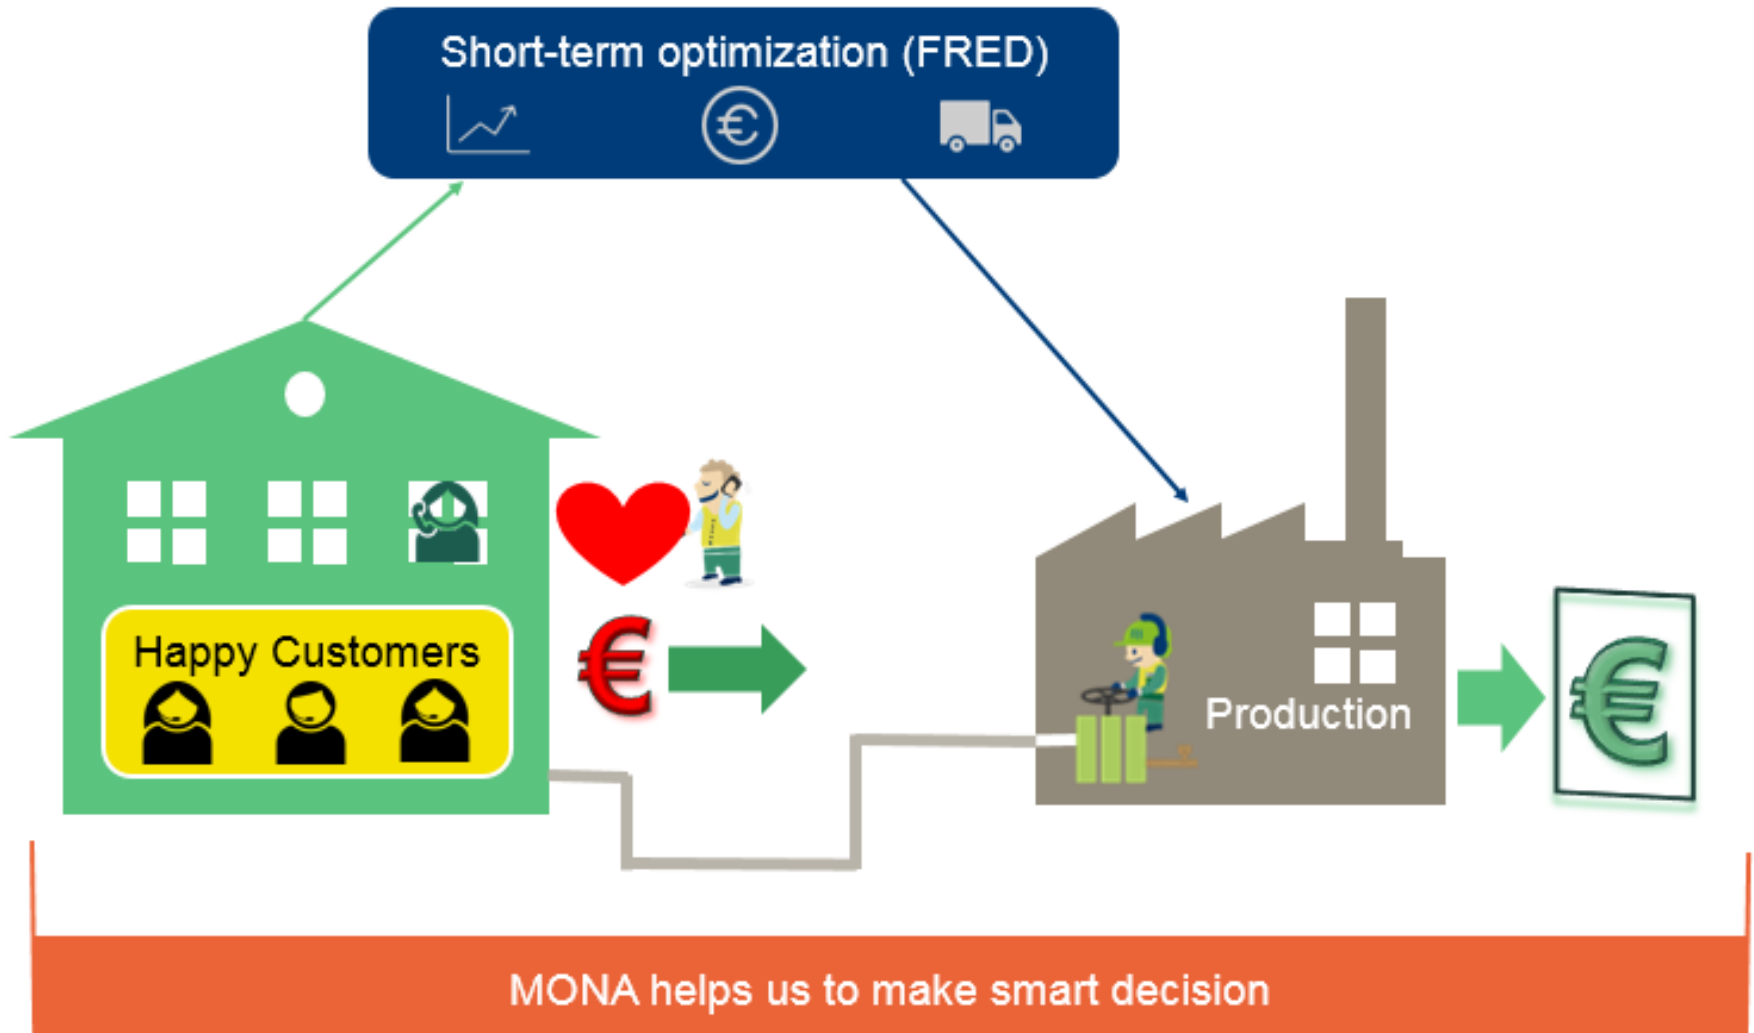 Short-term optimization (FRED)
€
Happy Customers
€
Production
€
MONA helps us to make smart decision